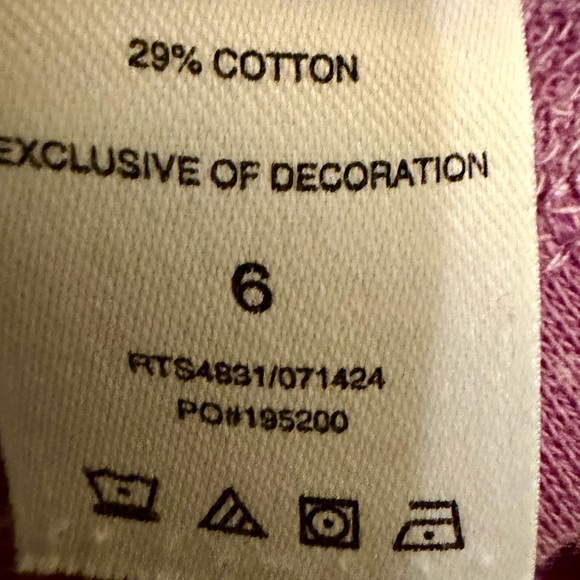 29% COTTON
EXCLUSIVE OF DECORATION
6
RTS4831/071424
PO#195200